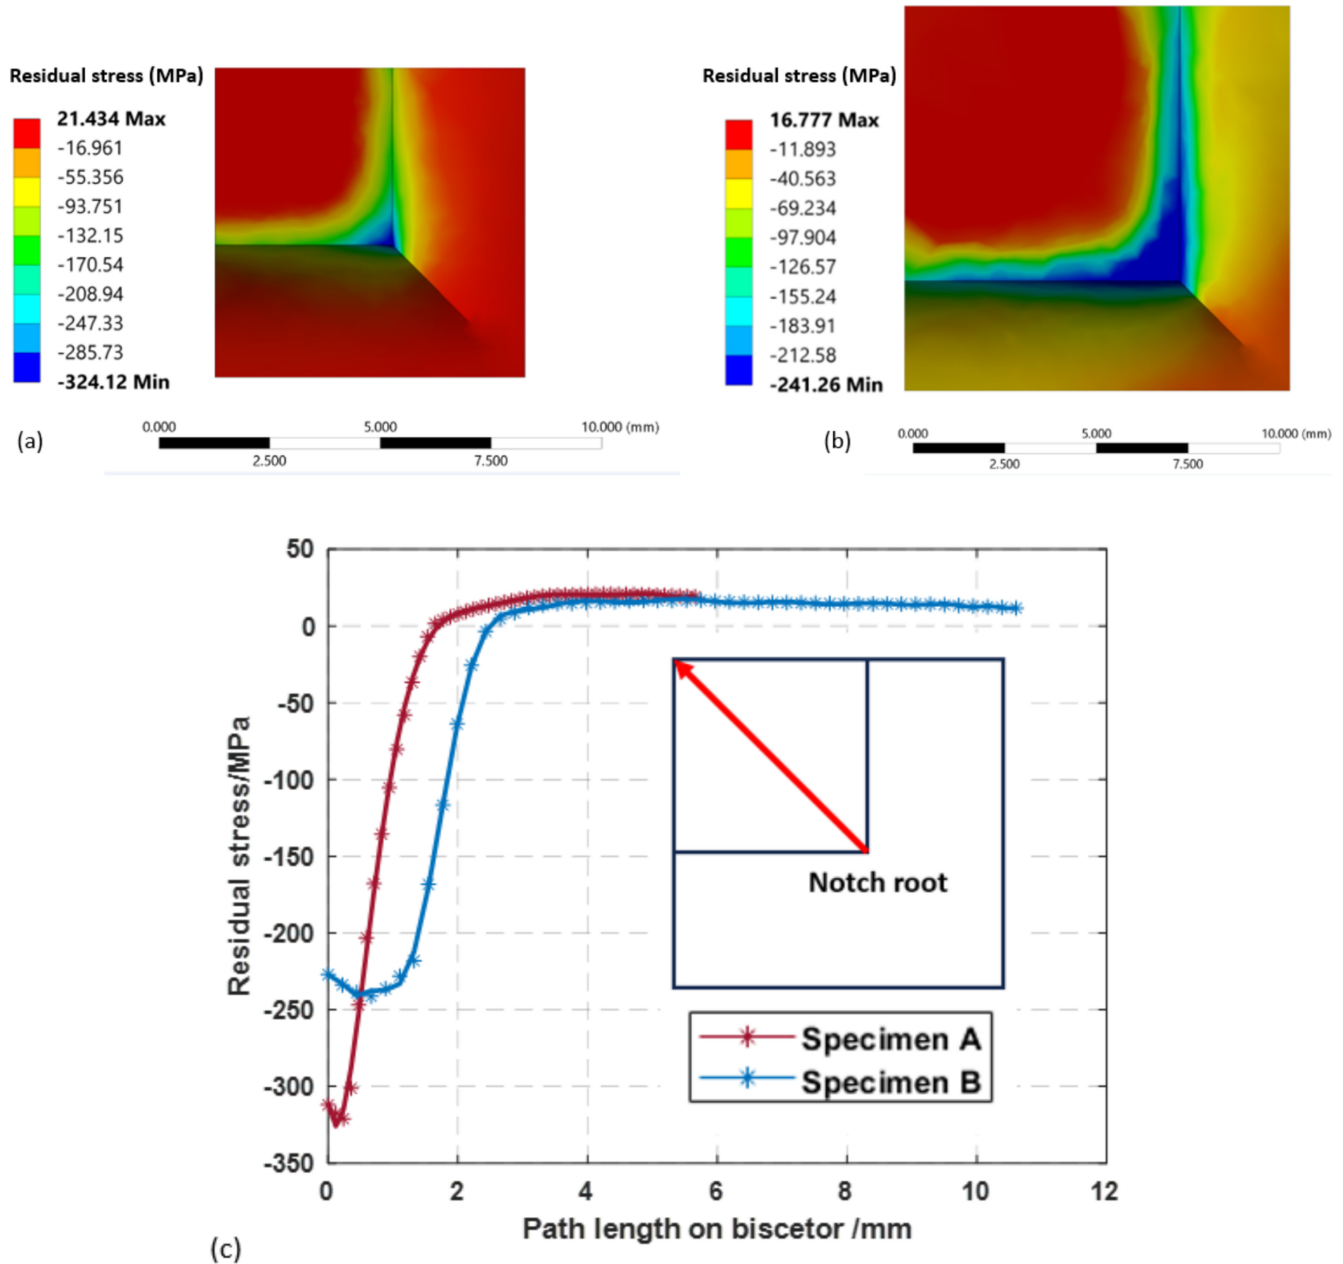 Residual stress (MPa)
21.434 Max
-16.961
-55.356
-93.751
-132.15
-170.54
-208.94
-247.33
-285.73
-324.12 Min
(a)
0.000 5.000 10.000 (mm)
2.500 7.500
Residual stress (MPa)
16.777 Max
-11.893
-40.563
-69.234
-97.904
-126.57
-155.24
-183.91
-212.58
-241.26 Min
(b)
0.000 5.000 10.000 (mm)
2.500 7.500
50
0
-50
-100
-150
-200
-250
-300
-350
Residual stress/MPa
Notch root
Specimen A
Specimen B
0 2 4 6 8 10 12
Path length on biscetor /mm
(c)